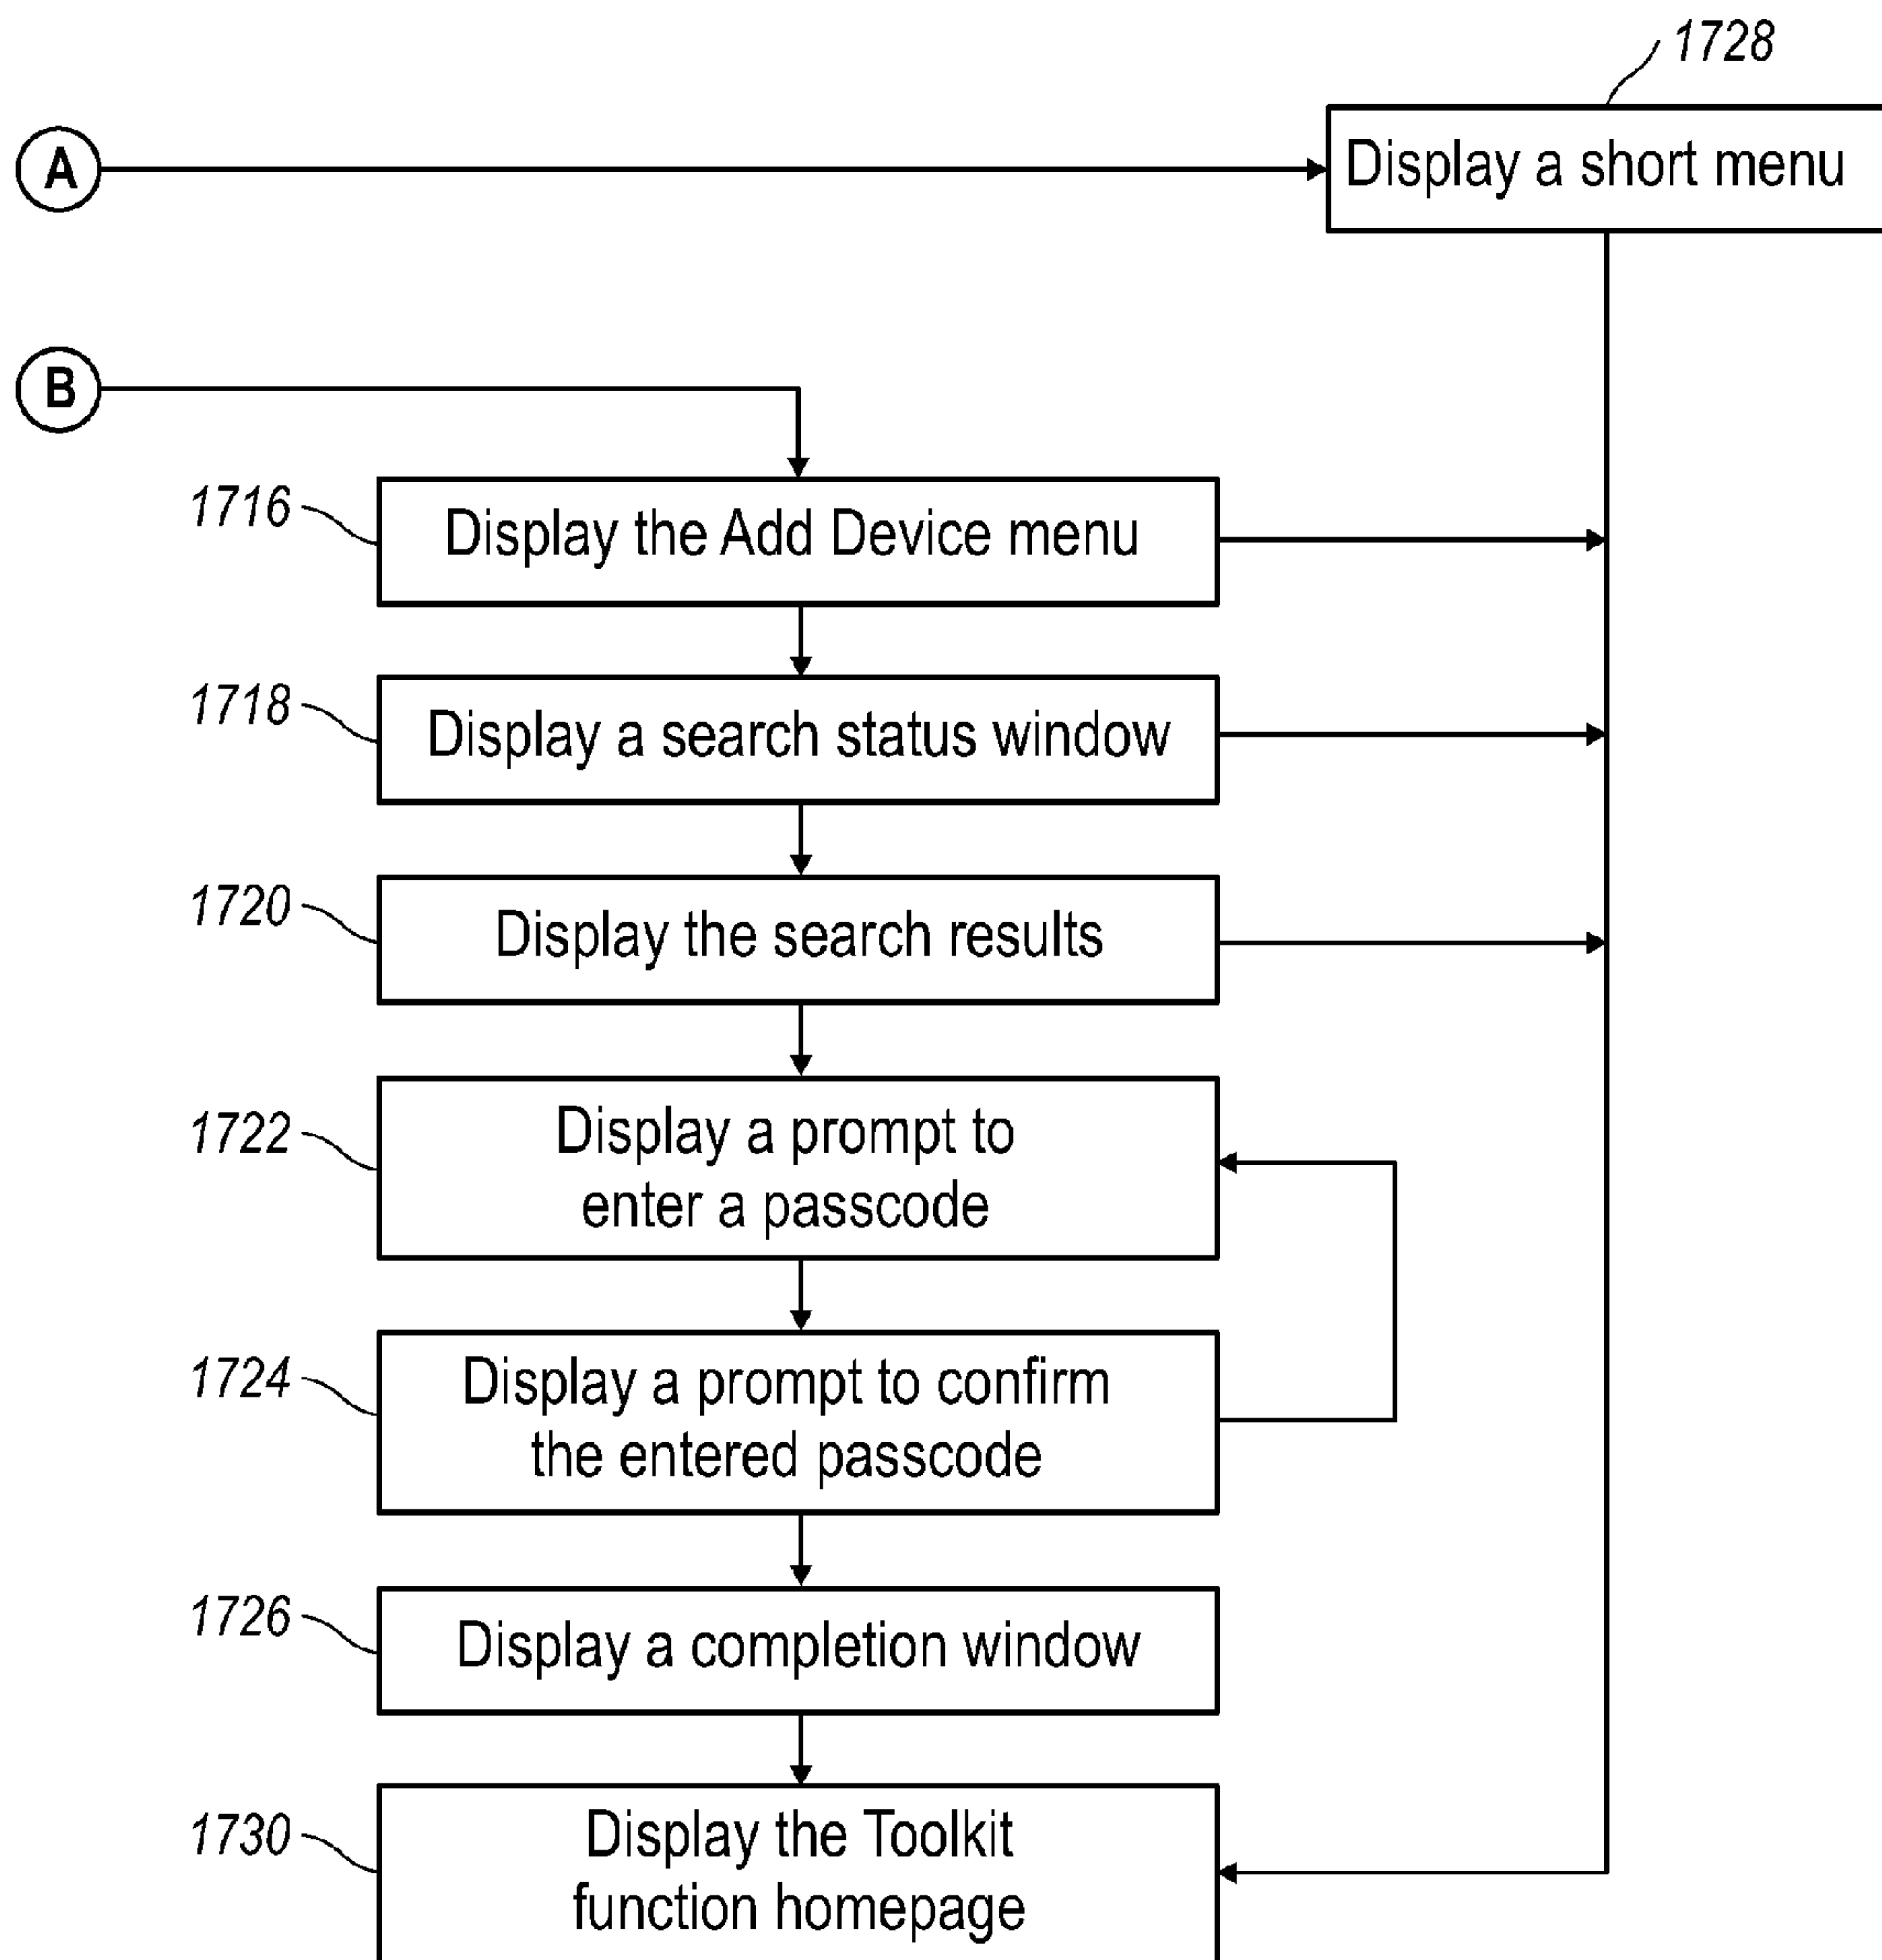 1728
A
Display a short menu
B
1716
Display the Add Device menu
1718
Display a search status window
1720
Display the search results
1722
Display a prompt to
enter a passcode
1724
Display a prompt to confirm
the entered passcode
1726
Display a completion window
1730
Display the Toolkit
function homepage